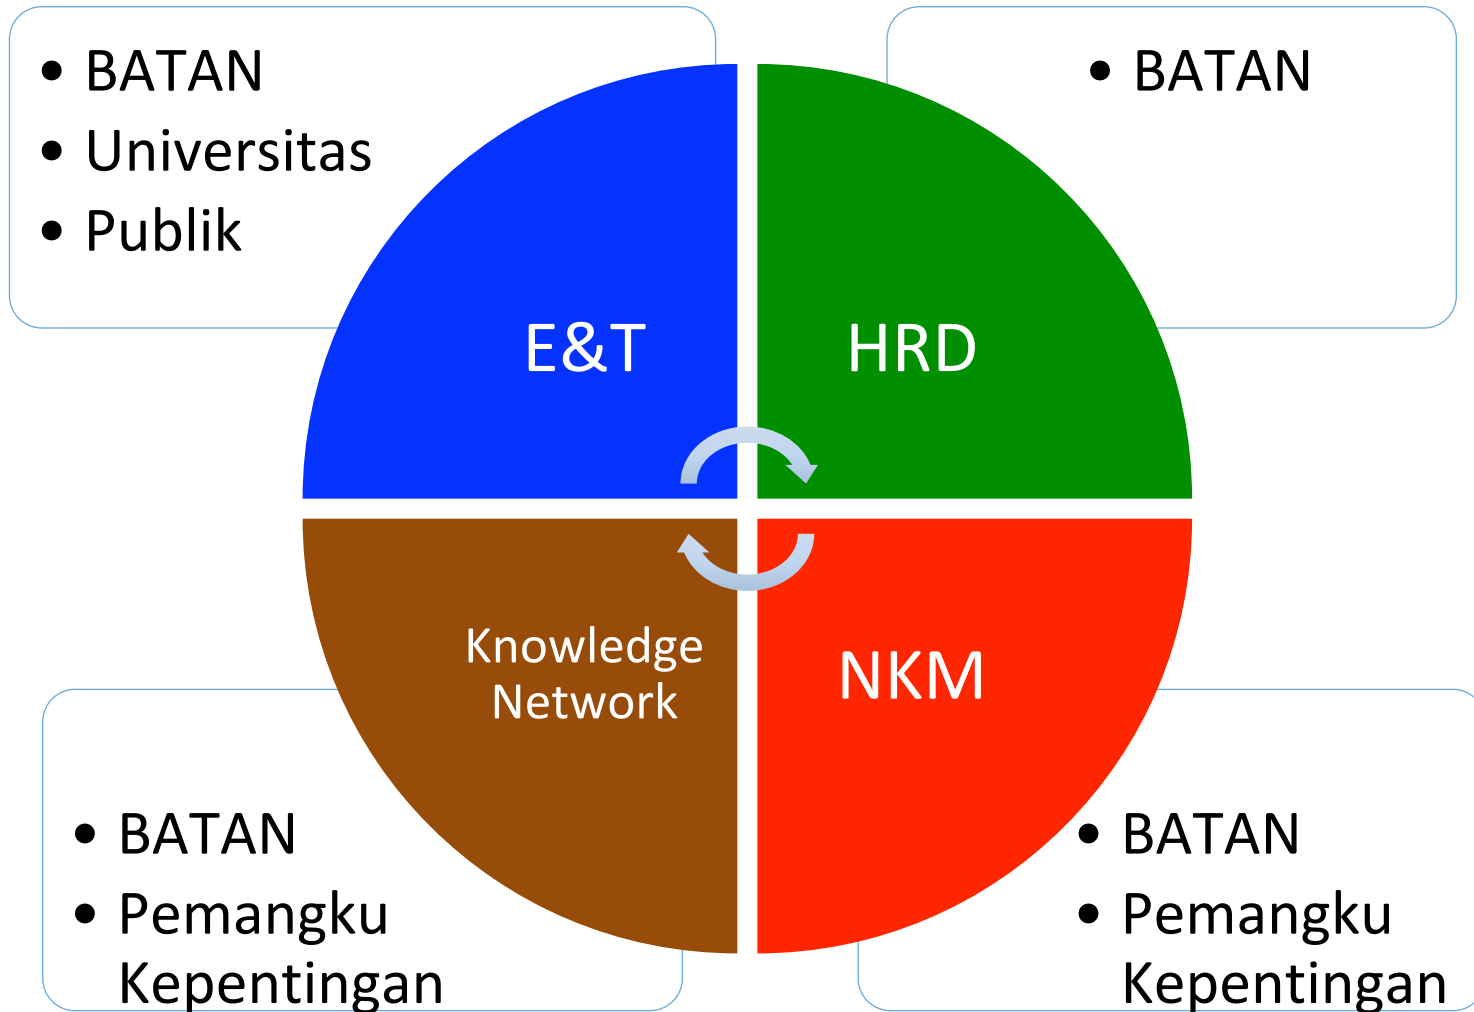 • BATAN
• Universitas
• Publik
• BATAN
E&T
HRD
Knowledge
Network
NKM
• BATAN
• Pemangku
Kepentingan
• BATAN
• Pemangku
Kepentingan